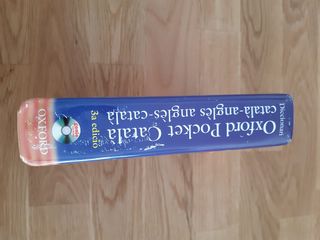 Diccionari
Oxford Pocket Català
català-anglès anglès-català
3a edició
OXFORD